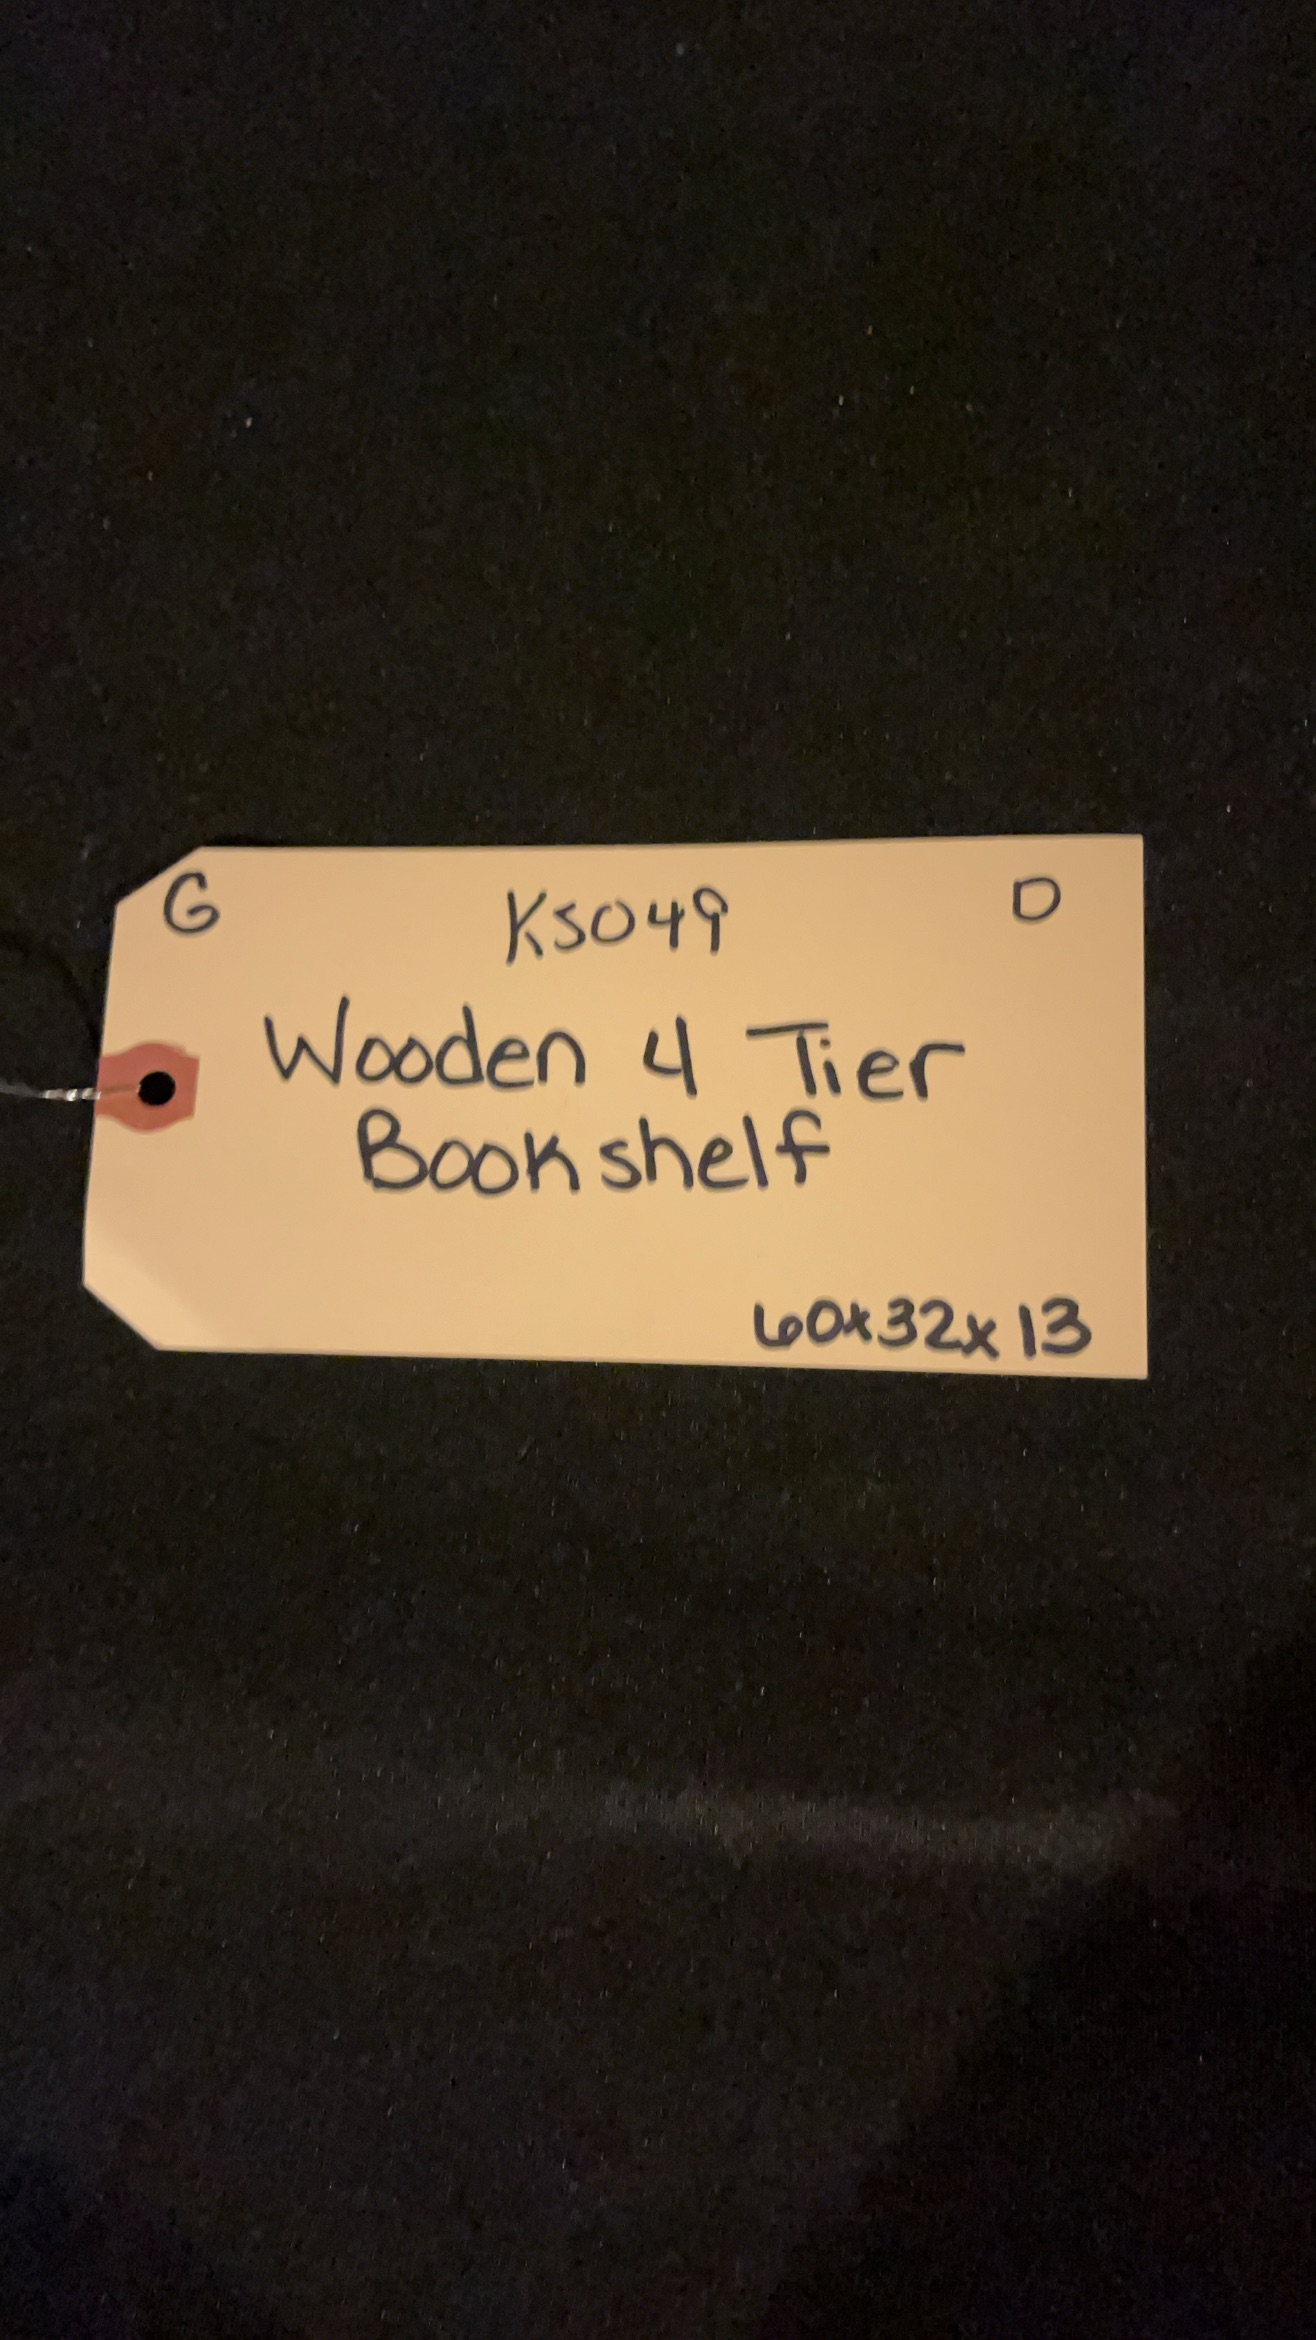 G KS049 D
Wooden 4 Tier
Bookshelf
60x32x13